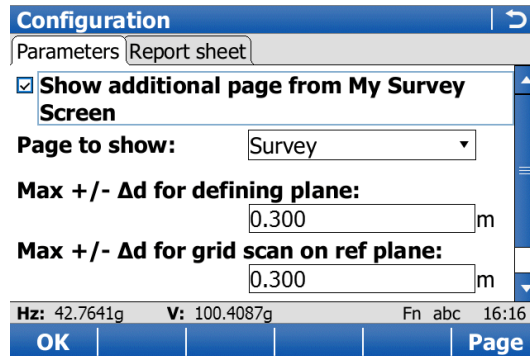 Configuration
Parameters Report sheet
Show additional page from My Survey
Screen
Page to show: Survey
Max +/- Δd for defining plane:
0.300 m
Max +/- Δd for grid scan on ref plane:
0.300 m
Hz: 42.7641g V: 100.4087g Fn abc 16:16
OK Page